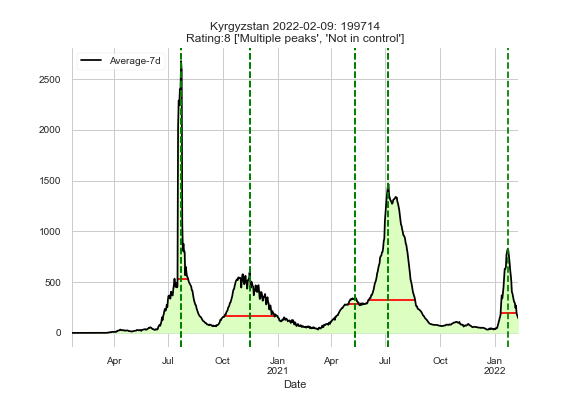 Kyrgyzstan 2022-02-09: 199714
Rating:8 ['Multiple peaks', 'Not in control']
Average-7d
2500
2000
1500
1000
500
0
Apr Jul Oct Jan Apr Jul Oct Jan
2021 2022
Date